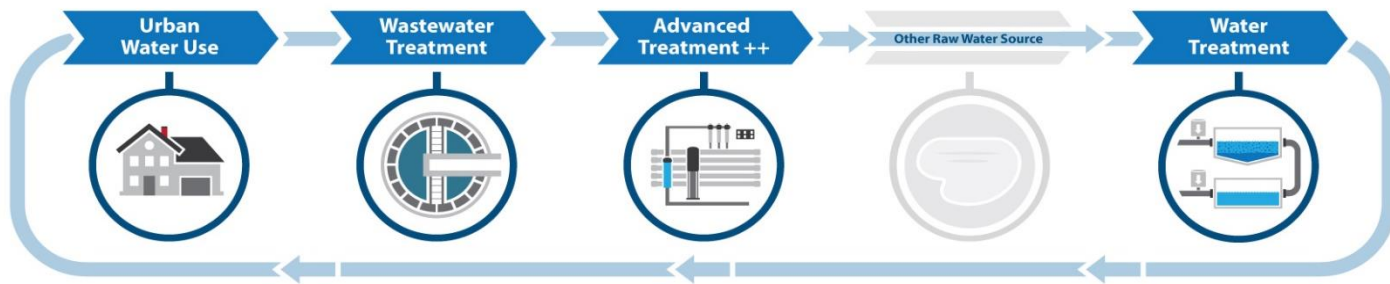 Urban
Water Use
Wastewater
Treatment
Advanced
Treatment ++
Other Raw Water Source
Water
Treatment